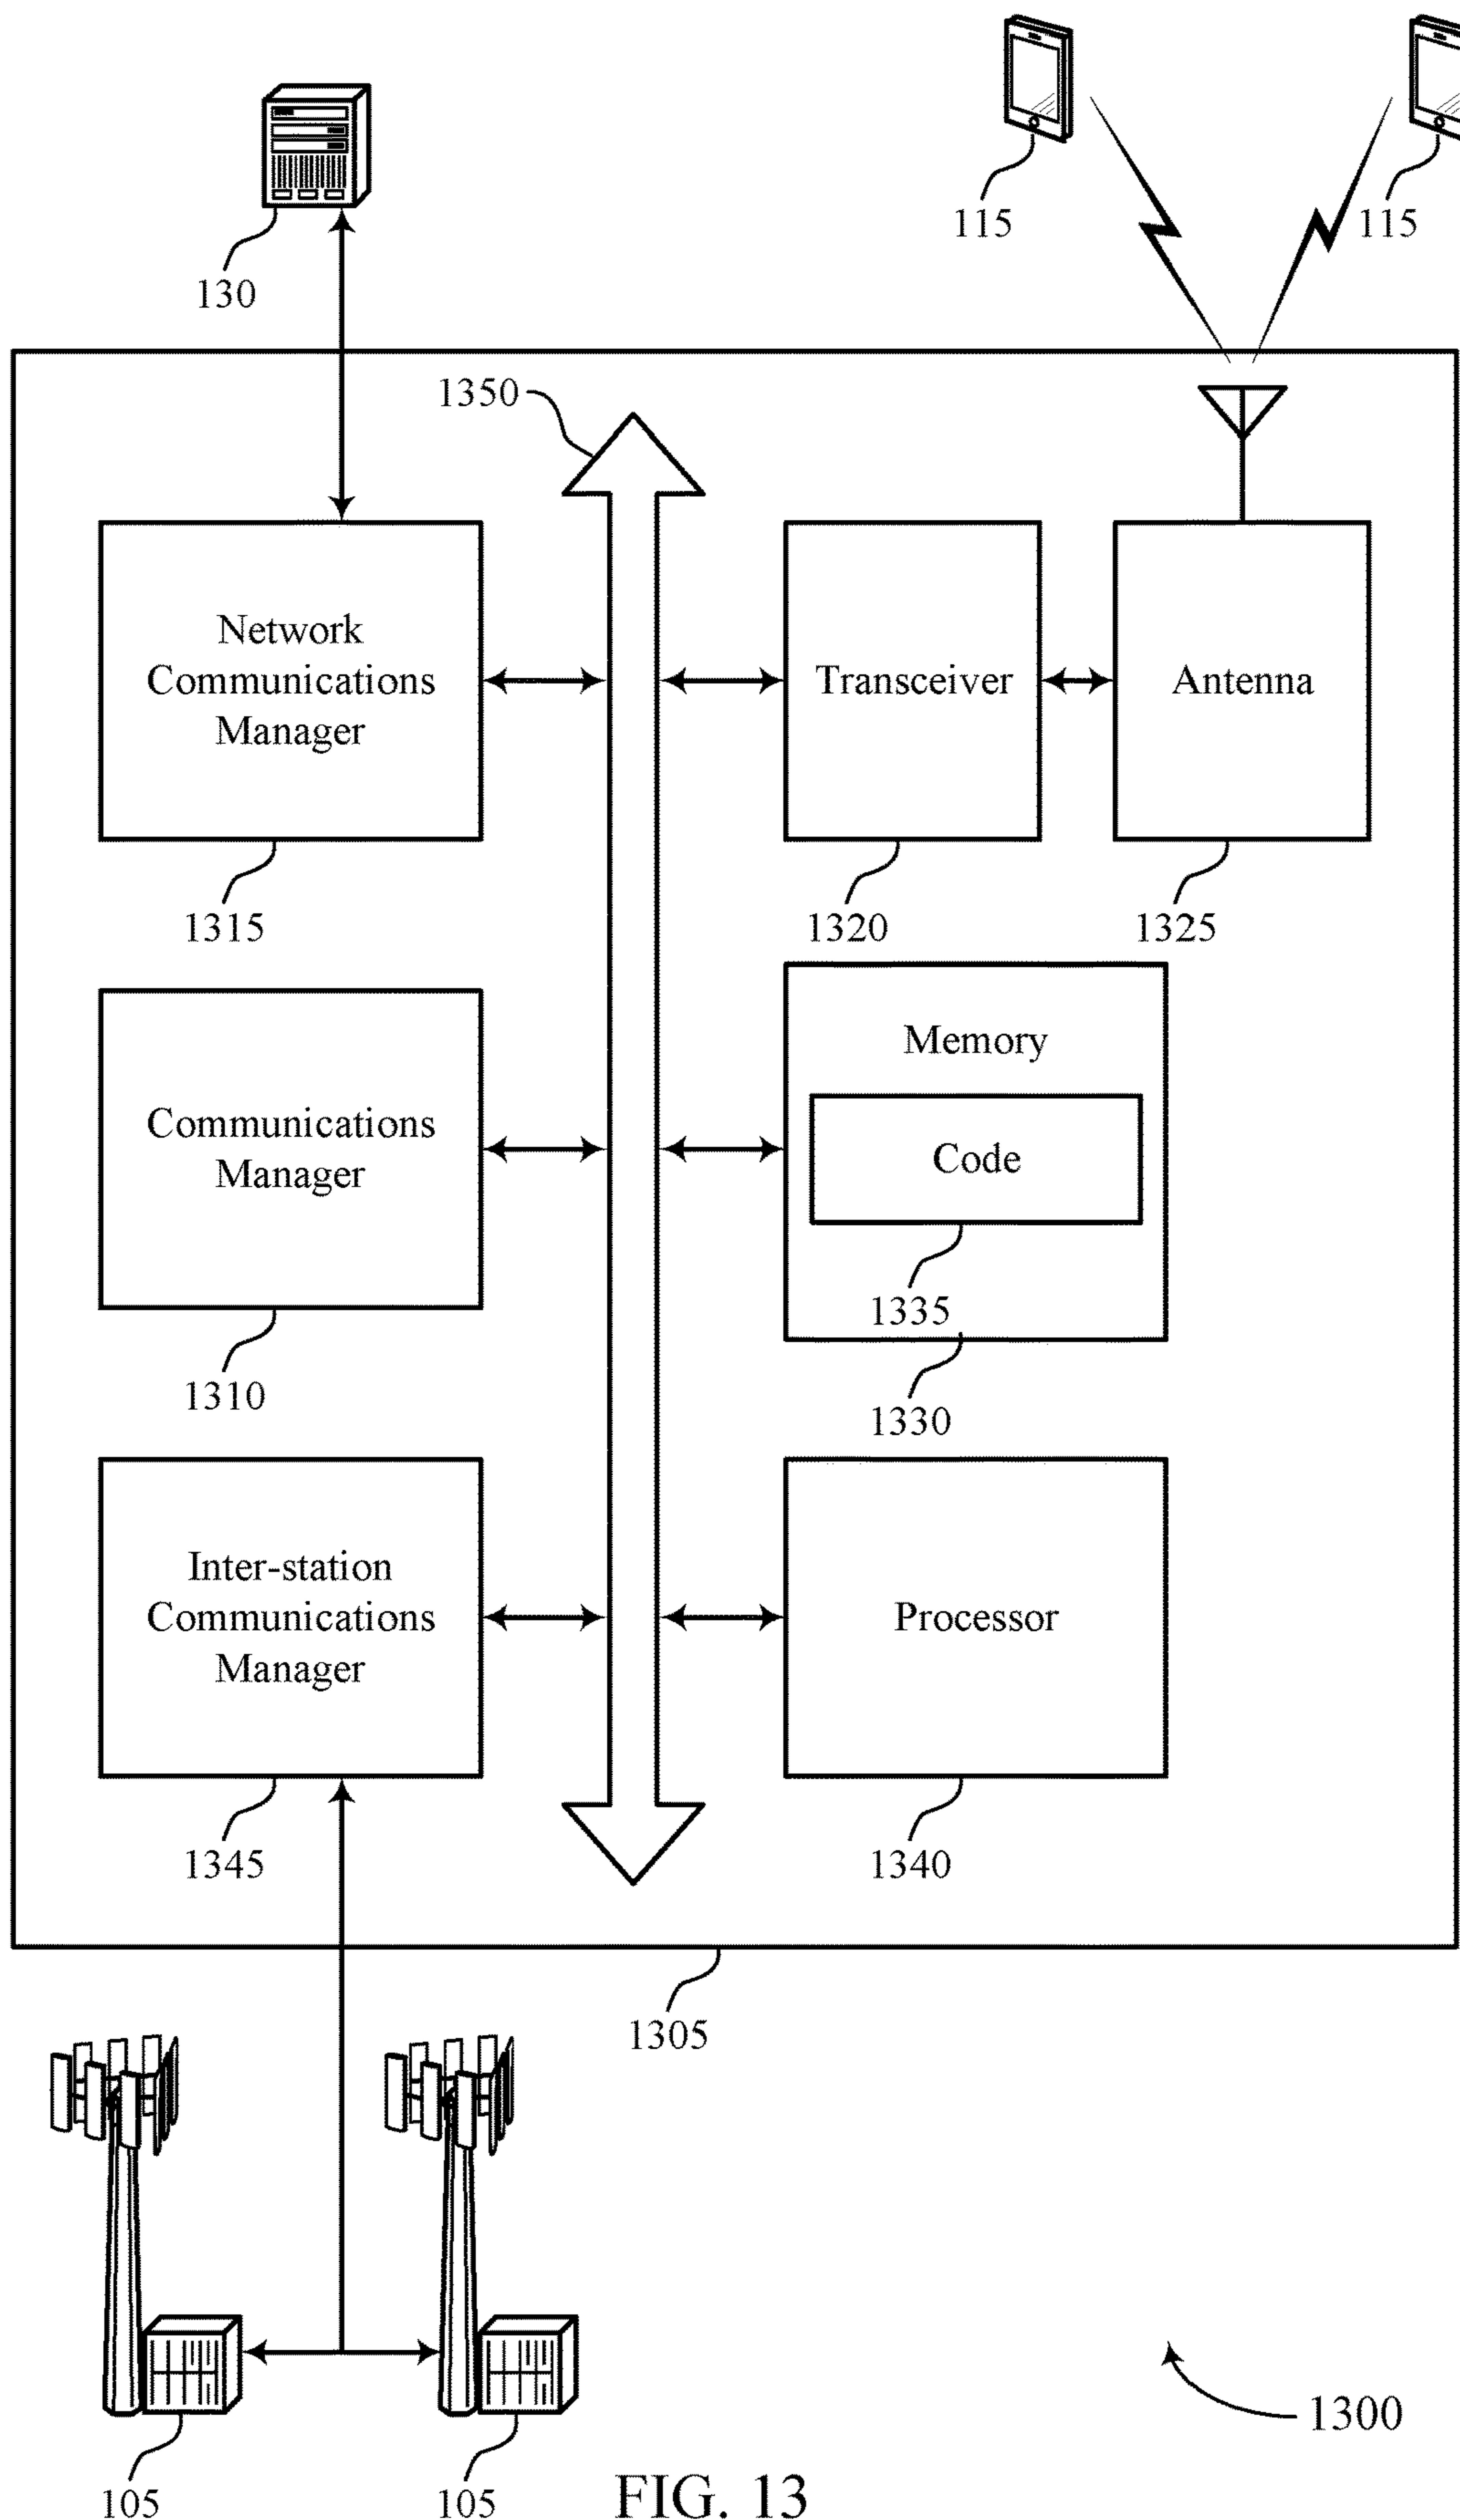 115
115
130
1350
Network
Communications
Manager
Transceiver
Antenna
1315
1320
1325
Memory
Communications
Manager
Code
1335
1310
1330
Inter-station
Communications
Manager
Processor
1345
1340
1305
1300
105
105
FIG. 13